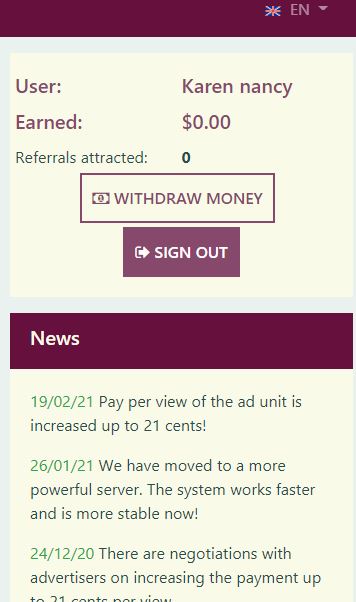 EN
User: Karen nancy
Earned: $0.00
Referrals attracted: 0
WITHDRAW MONEY
SIGN OUT
News
19/02/21 Pay per view of the ad unit is
increased up to 21 cents!
26/01/21 We have moved to a more
powerful server. The system works faster
and is more stable now!
24/12/20 There are negotiations with
advertisers on increasing the payment
up to 21 cents per view